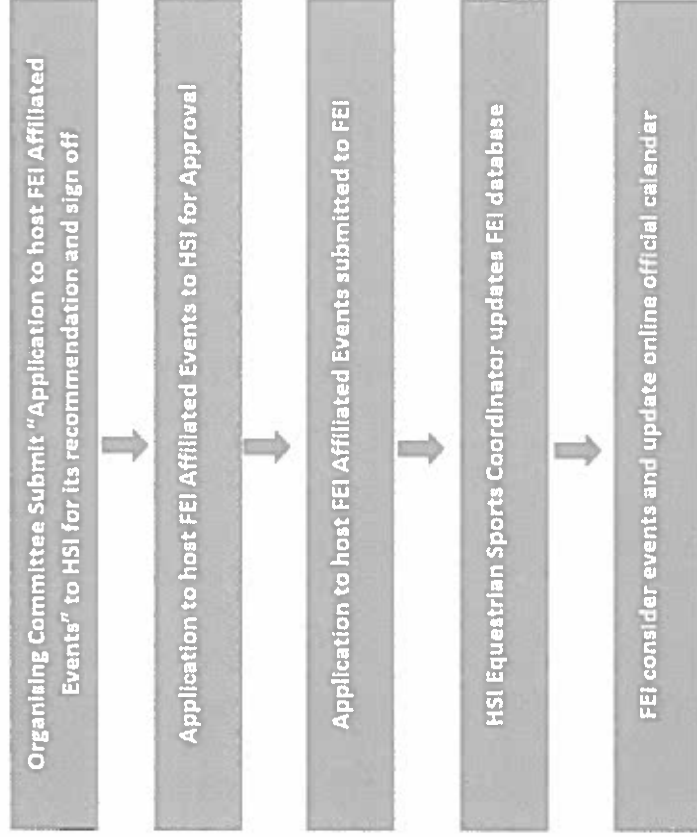 Organising Committee Submit "Application to host FEI Affiliated
Events" to HSI for its recommendation and sign off
Application to host FEI Affiliated Events to HSI for Approval
Application to host FEI Affiliated Events submitted to FEI
HSI Equestrian Sports Coordinator updates FEI database
FEI consider events and update online official calendar